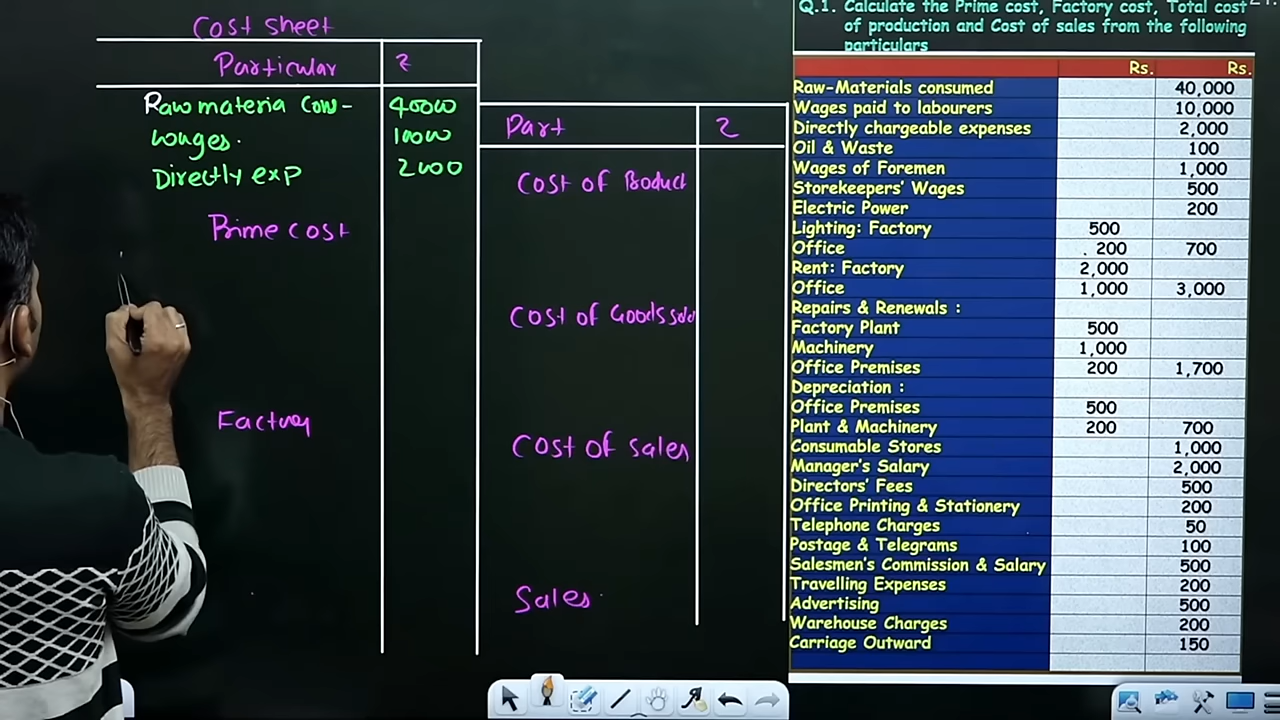 Cost sheet
Particular ₹
Raw materia Con- 40000
wages. 10000
Directly exp 2000
Prime cost
Factory
Part ₹
Cost of Product
Cost of Goods sold
Cost of sales
Sales
Q.1. Calculate the Prime cost, Factory cost, Total cost
of production and Cost of sales from the following
particulars
Rs. Rs.
Raw-Materials consumed 40,000
Wages paid to labourers 10,000
Directly chargeable expenses 2,000
Oil & Waste 100
Wages of Foremen 1,000
Storekeepers' Wages 500
Electric Power 200
Lighting: Factory 500
Office . 200 700
Rent: Factory 2,000
Office 1,000 3,000
Repairs & Renewals :
Factory Plant 500
Machinery 1,000
Office Premises 200 1,700
Depreciation :
Office Premises 500
Plant & Machinery 200 700
Consumable Stores 1,000
Manager's Salary 2,000
Directors' Fees 500
Office Printing & Stationery 200
Telephone Charges 50
Postage & Telegrams 100
Salesmen's Commission & Salary 500
Travelling Expenses 200
Advertising 500
Warehouse Charges 200
Carriage Outward 150